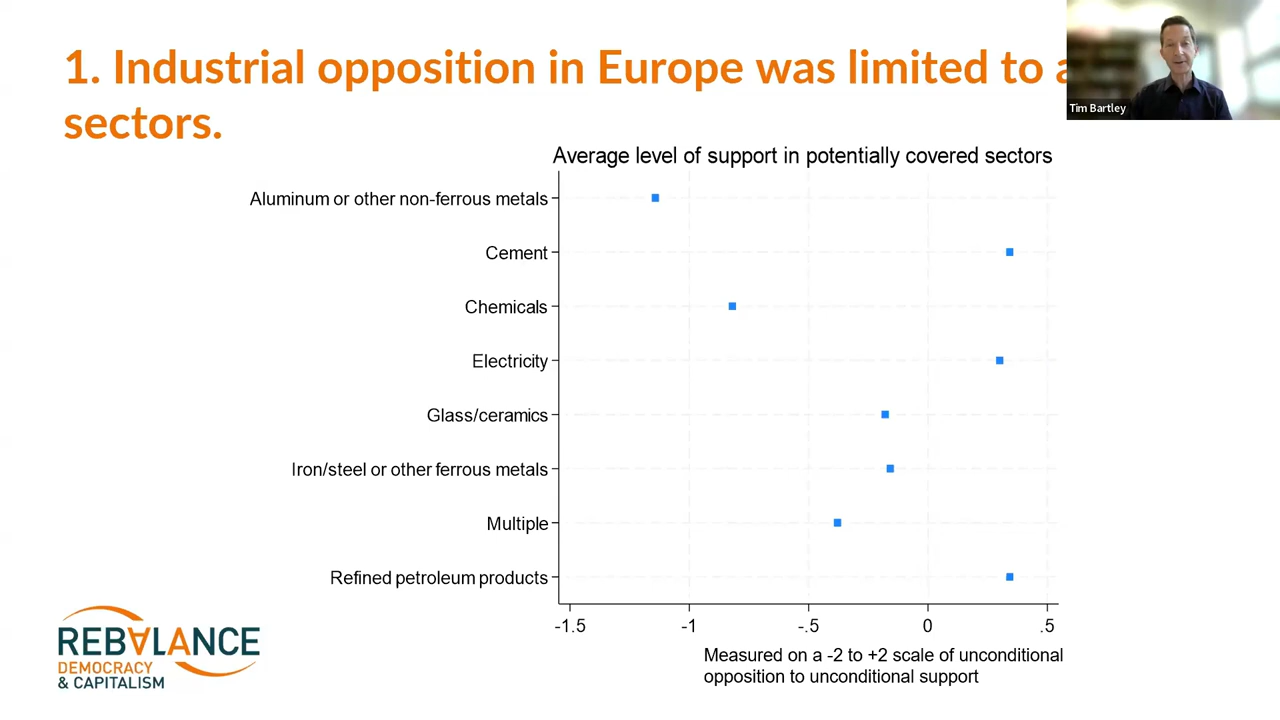 1. Industrial opposition in Europe was limited to a
sectors.
Tim Bartley
Average level of support in potentially covered sectors
Aluminum or other non-ferrous metals
Cement
Chemicals
Electricity
Glass/ceramics
Iron/steel or other ferrous metals
Multiple
Refined petroleum products
-1.5 -1 -.5 0 .5
Measured on a -2 to +2 scale of unconditional
opposition to unconditional support
REBALANCE
DEMOCRACY
& CAPITALISM